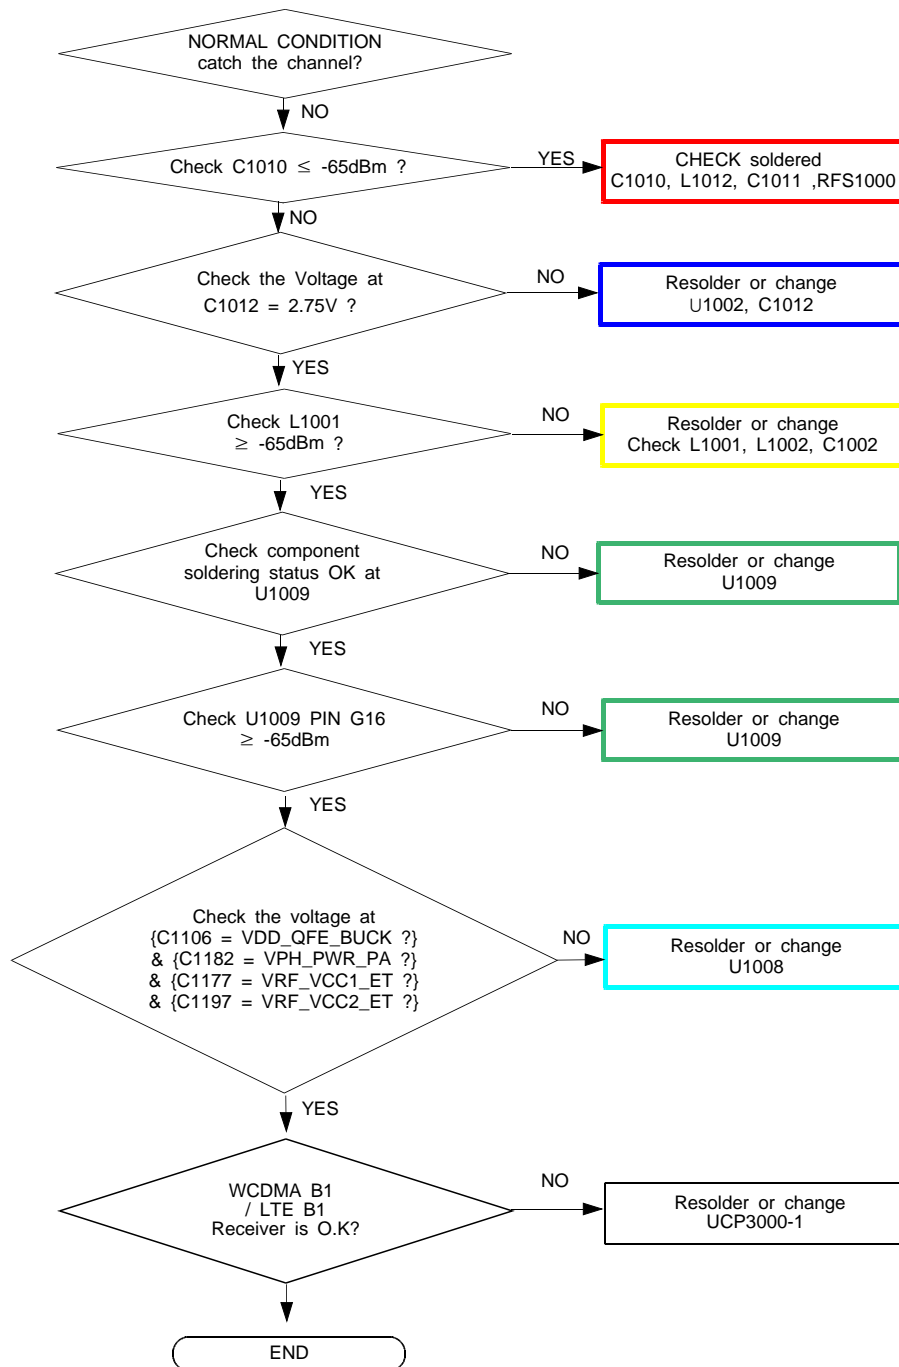 NORMAL CONDITION
catch the channel?
NO
Check C1010 ≤ -65dBm ?
YES
CHECK soldered
C1010, L1012, C1011 ,RFS1000
NO
Check the Voltage at
C1012 = 2.75V ?
NO
Resolder or change
U1002, C1012
YES
Check L1001
≥ -65dBm ?
NO
Resolder or change
Check L1001, L1002, C1002
YES
Check component
soldering status OK at
U1009
NO
Resolder or change
U1009
YES
Check U1009 PIN G16
≥ -65dBm
NO
Resolder or change
U1009
YES
Check the voltage at
{C1106 = VDD_QFE_BUCK ?}
& {C1182 = VPH_PWR_PA ?}
& {C1177 = VRF_VCC1_ET ?}
& {C1197 = VRF_VCC2_ET ?}
NO
Resolder or change
U1008
YES
WCDMA B1
/ LTE B1
Receiver is O.K?
NO
Resolder or change
UCP3000-1
END